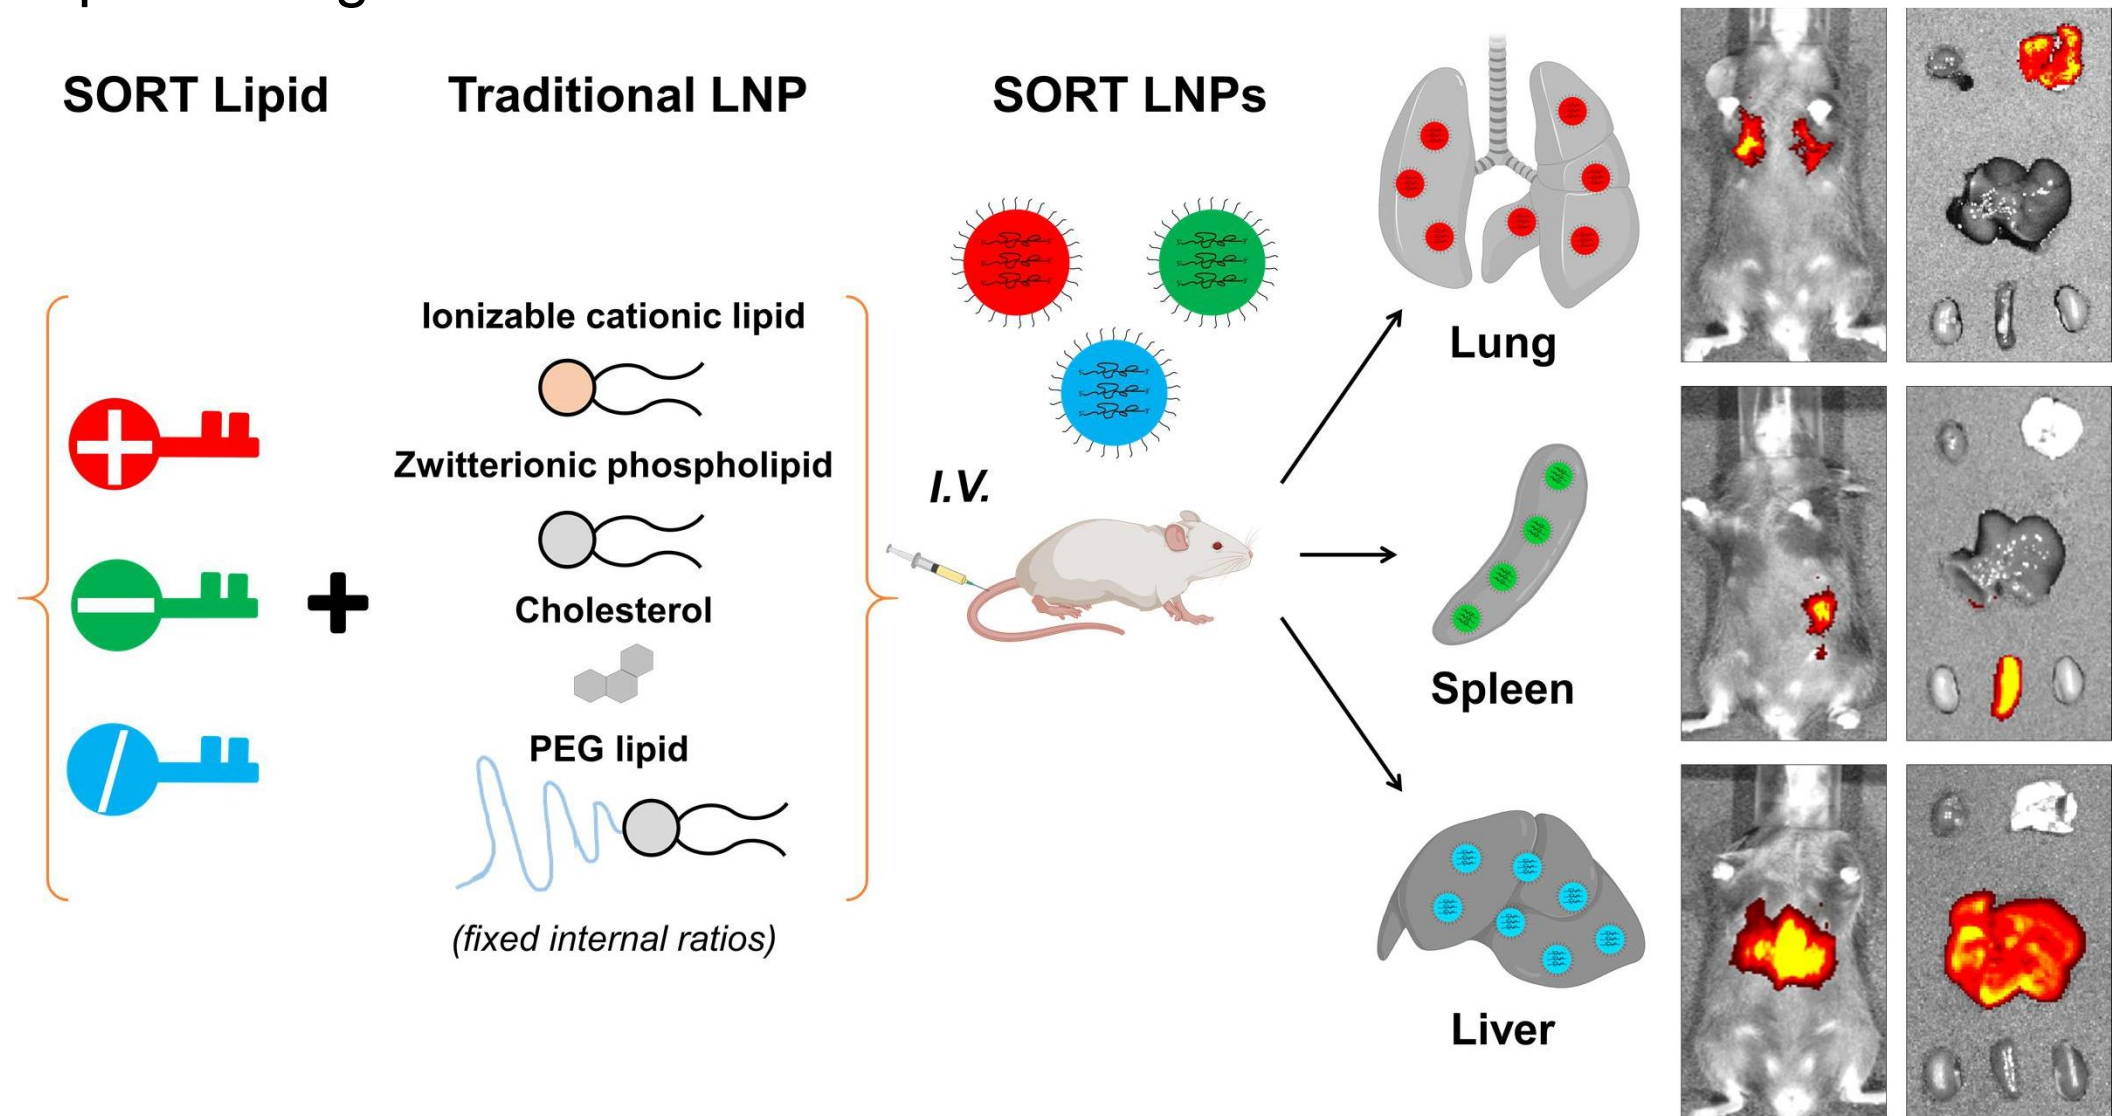 SORT Lipid
Traditional LNP
SORT LNPs
Ionizable cationic lipid
Zwitterionic phospholipid
Cholesterol
PEG lipid
(fixed internal ratios)
I.V.
Lung
Spleen
Liver